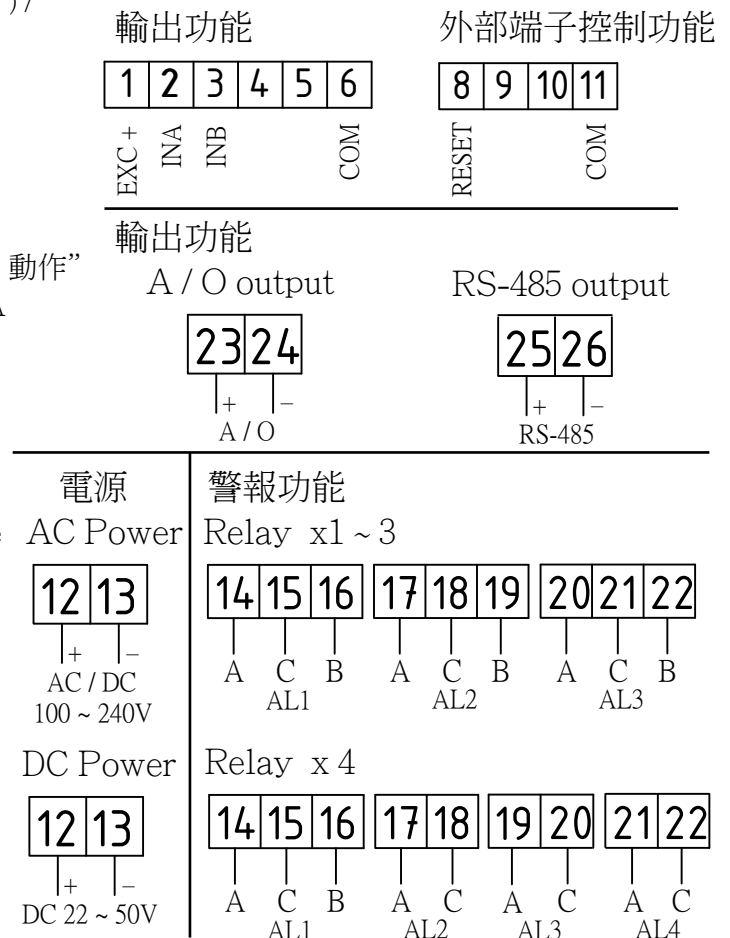 輸出功能 外部端子控制功能
1 2 3 4 5 6 8 9 10 11
EXC + INA INB COM RESET COM
輸出功能
動作”
A / O output RS-485 output
23 24 25 26
+ − + −
A / O RS-485
電源 警報功能
AC Power Relay x1 ~ 3
12 13 14 15 16 17 18 19 20 21 22
+ − A C B A C B A C B
AC / DC AL1 AL2 AL3
100 ~ 240V
DC Power Relay x 4
12 13 14 15 16 17 18 19 20 21 22
+ − A C B A C A C A C
DC 22 ~ 50V AL1 AL2 AL3 AL4